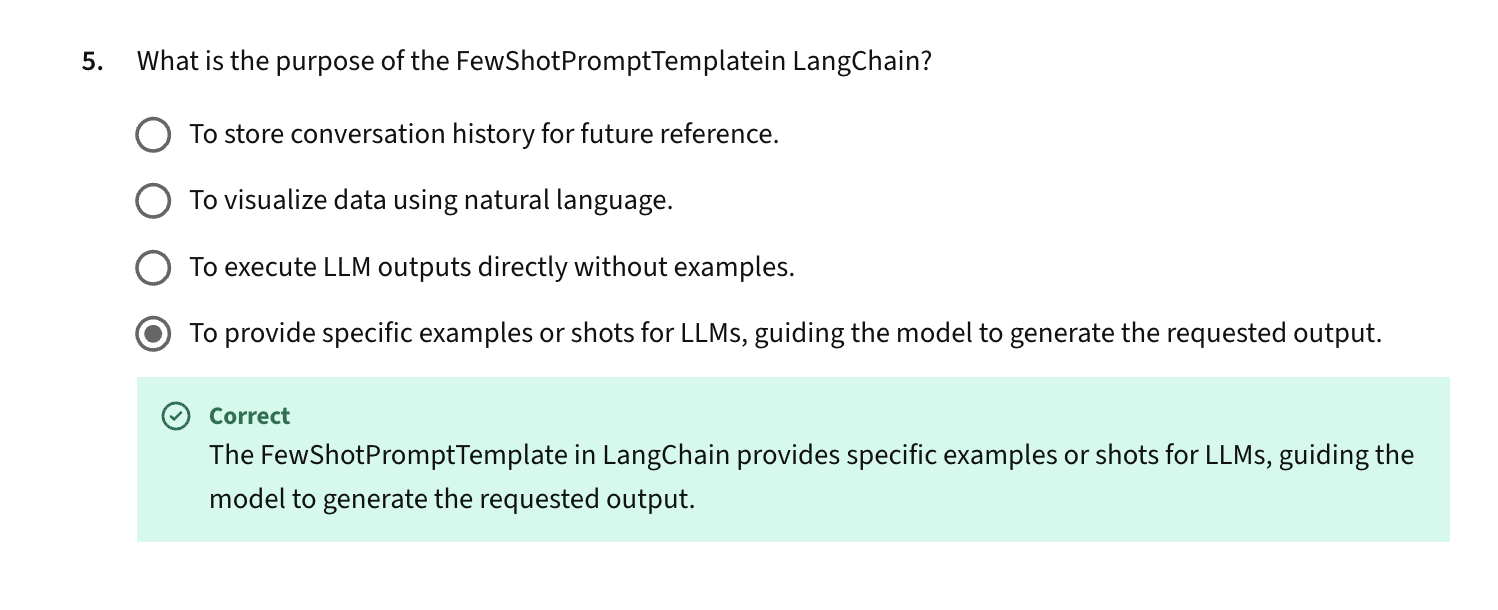 5. What is the purpose of the FewShotPromptTemplatein LangChain?
To store conversation history for future reference.
To visualize data using natural language.
To execute LLM outputs directly without examples.
To provide specific examples or shots for LLMs, guiding the model to generate the requested output.
Correct
The FewShotPromptTemplate in LangChain provides specific examples or shots for LLMs, guiding the
model to generate the requested output.